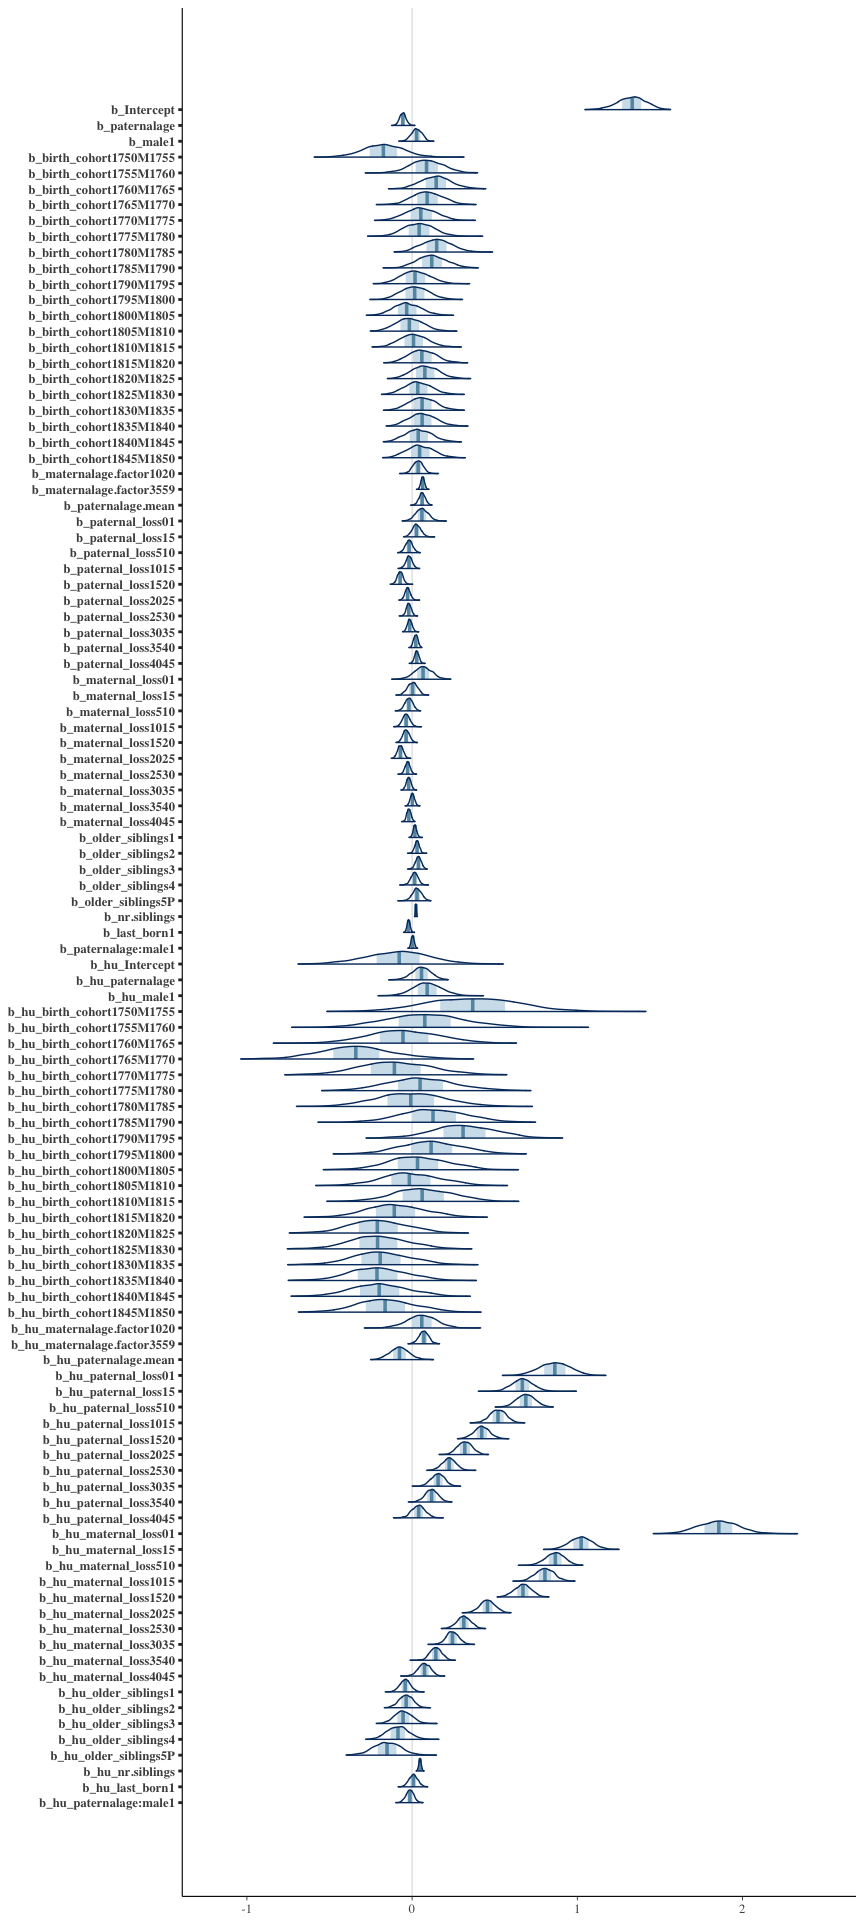 b_Intercept
b_paternalage
b_male1
b_birth_cohort1750M1755
b_birth_cohort1755M1760
b_birth_cohort1760M1765
b_birth_cohort1765M1770
b_birth_cohort1770M1775
b_birth_cohort1775M1780
b_birth_cohort1780M1785
b_birth_cohort1785M1790
b_birth_cohort1790M1795
b_birth_cohort1795M1800
b_birth_cohort1800M1805
b_birth_cohort1805M1810
b_birth_cohort1810M1815
b_birth_cohort1815M1820
b_birth_cohort1820M1825
b_birth_cohort1825M1830
b_birth_cohort1830M1835
b_birth_cohort1835M1840
b_birth_cohort1840M1845
b_birth_cohort1845M1850
b_maternalage.factor1020
b_maternalage.factor3559
b_paternalage.mean
b_paternal_loss01
b_paternal_loss15
b_paternal_loss510
b_paternal_loss1015
b_paternal_loss1520
b_paternal_loss2025
b_paternal_loss2530
b_paternal_loss3035
b_paternal_loss3540
b_paternal_loss4045
b_maternal_loss01
b_maternal_loss15
b_maternal_loss510
b_maternal_loss1015
b_maternal_loss1520
b_maternal_loss2025
b_maternal_loss2530
b_maternal_loss3035
b_maternal_loss3540
b_maternal_loss4045
b_older_siblings1
b_older_siblings2
b_older_siblings3
b_older_siblings4
b_older_siblings5P
b_nr.siblings
b_last_born1
b_paternalage:male1
b_hu_Intercept
b_hu_paternalage
b_hu_male1
b_hu_birth_cohort1750M1755
b_hu_birth_cohort1755M1760
b_hu_birth_cohort1760M1765
b_hu_birth_cohort1765M1770
b_hu_birth_cohort1770M1775
b_hu_birth_cohort1775M1780
b_hu_birth_cohort1780M1785
b_hu_birth_cohort1785M1790
b_hu_birth_cohort1790M1795
b_hu_birth_cohort1795M1800
b_hu_birth_cohort1800M1805
b_hu_birth_cohort1805M1810
b_hu_birth_cohort1810M1815
b_hu_birth_cohort1815M1820
b_hu_birth_cohort1820M1825
b_hu_birth_cohort1825M1830
b_hu_birth_cohort1830M1835
b_hu_birth_cohort1835M1840
b_hu_birth_cohort1840M1845
b_hu_birth_cohort1845M1850
b_hu_maternalage.factor1020
b_hu_maternalage.factor3559
b_hu_paternalage.mean
b_hu_paternal_loss01
b_hu_paternal_loss15
b_hu_paternal_loss510
b_hu_paternal_loss1015
b_hu_paternal_loss1520
b_hu_paternal_loss2025
b_hu_paternal_loss2530
b_hu_paternal_loss3035
b_hu_paternal_loss3540
b_hu_paternal_loss4045
b_hu_maternal_loss01
b_hu_maternal_loss15
b_hu_maternal_loss510
b_hu_maternal_loss1015
b_hu_maternal_loss1520
b_hu_maternal_loss2025
b_hu_maternal_loss2530
b_hu_maternal_loss3035
b_hu_maternal_loss3540
b_hu_maternal_loss4045
b_hu_older_siblings1
b_hu_older_siblings2
b_hu_older_siblings3
b_hu_older_siblings4
b_hu_older_siblings5P
b_hu_nr.siblings
b_hu_last_born1
b_hu_paternalage:male1
-1 0 1 2